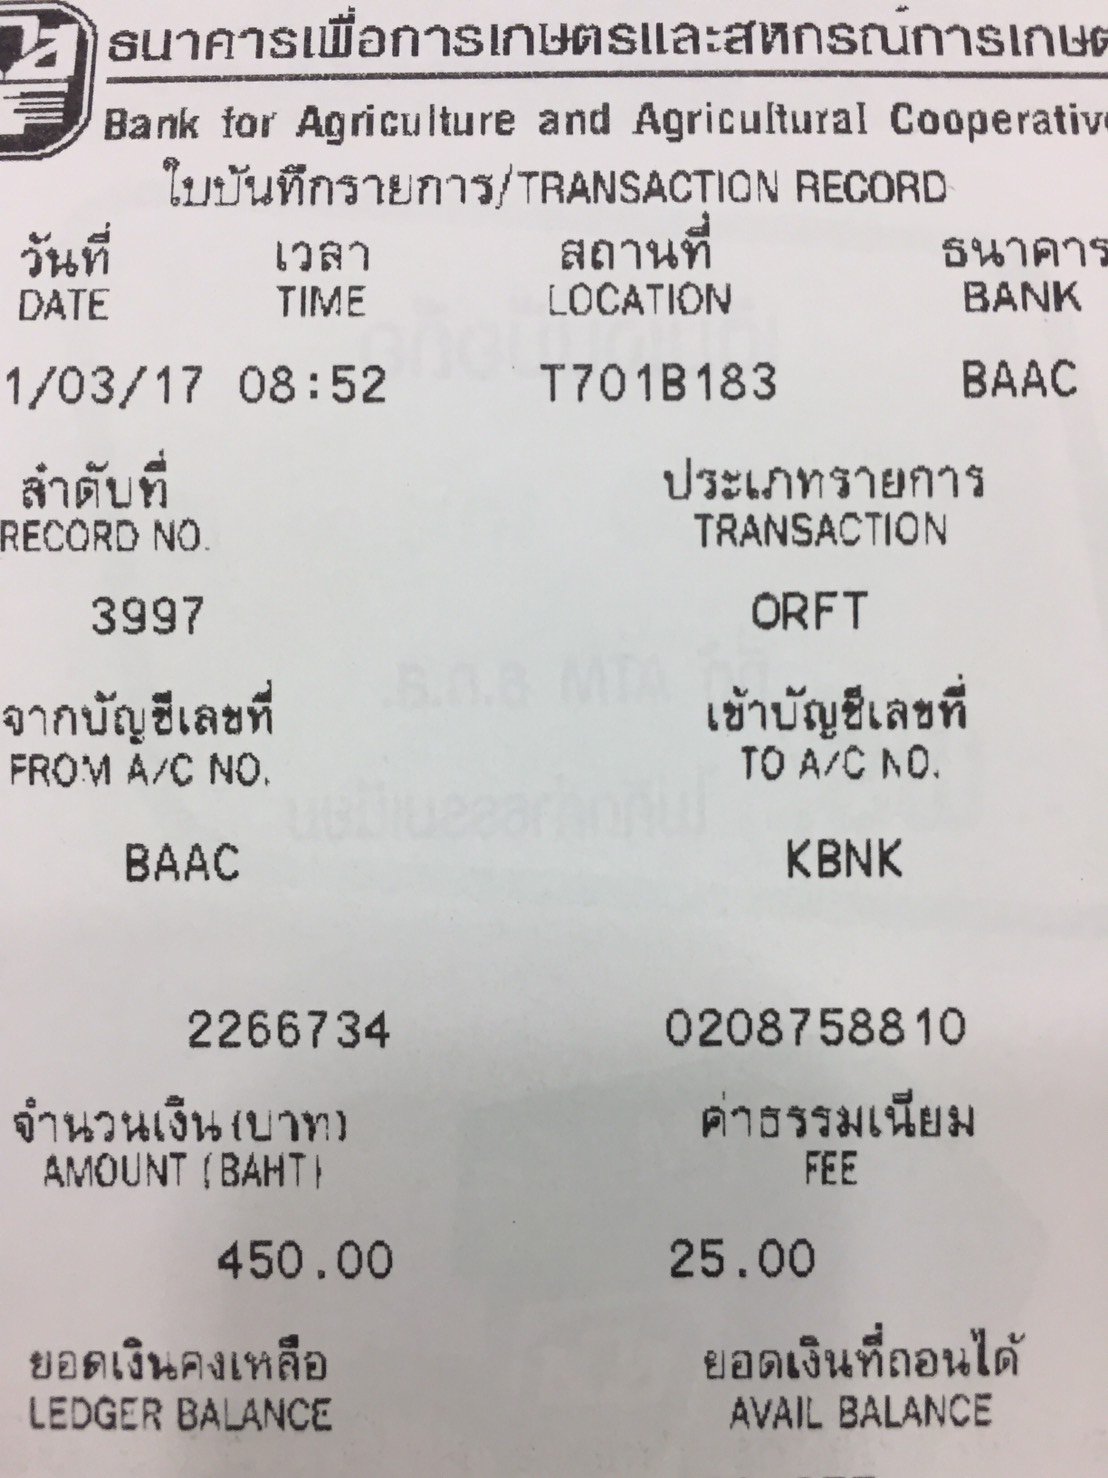 ธนาคารเพื่อการเกษตรและสหกรณ์การเกษต
Bank for Agriculture and Agricultural Cooperative
ใบบันทึกรายการ/TRANSACTION RECORD
วันที่ เวลา สถานที่ ธนาคาร
DATE TIME LOCATION BANK
1/03/17 08:52 T701B183 BAAC
ลำดับที่ ประเภทรายการ
RECORD NO. TRANSACTION
3997 ORFT
จากบัญชีเลขที่ เข้าบัญชีเลขที่
FROM A/C NO. TO A/C NO.
BAAC KBNK
2266734 0208758810
จำนวนเงิน (บาท) ค่าธรรมเนียม
AMOUNT (BAHT) FEE
450.00 25.00
ยอดเงินคงเหลือ ยอดเงินที่ถอนได้
LEDGER BALANCE AVAIL BALANCE